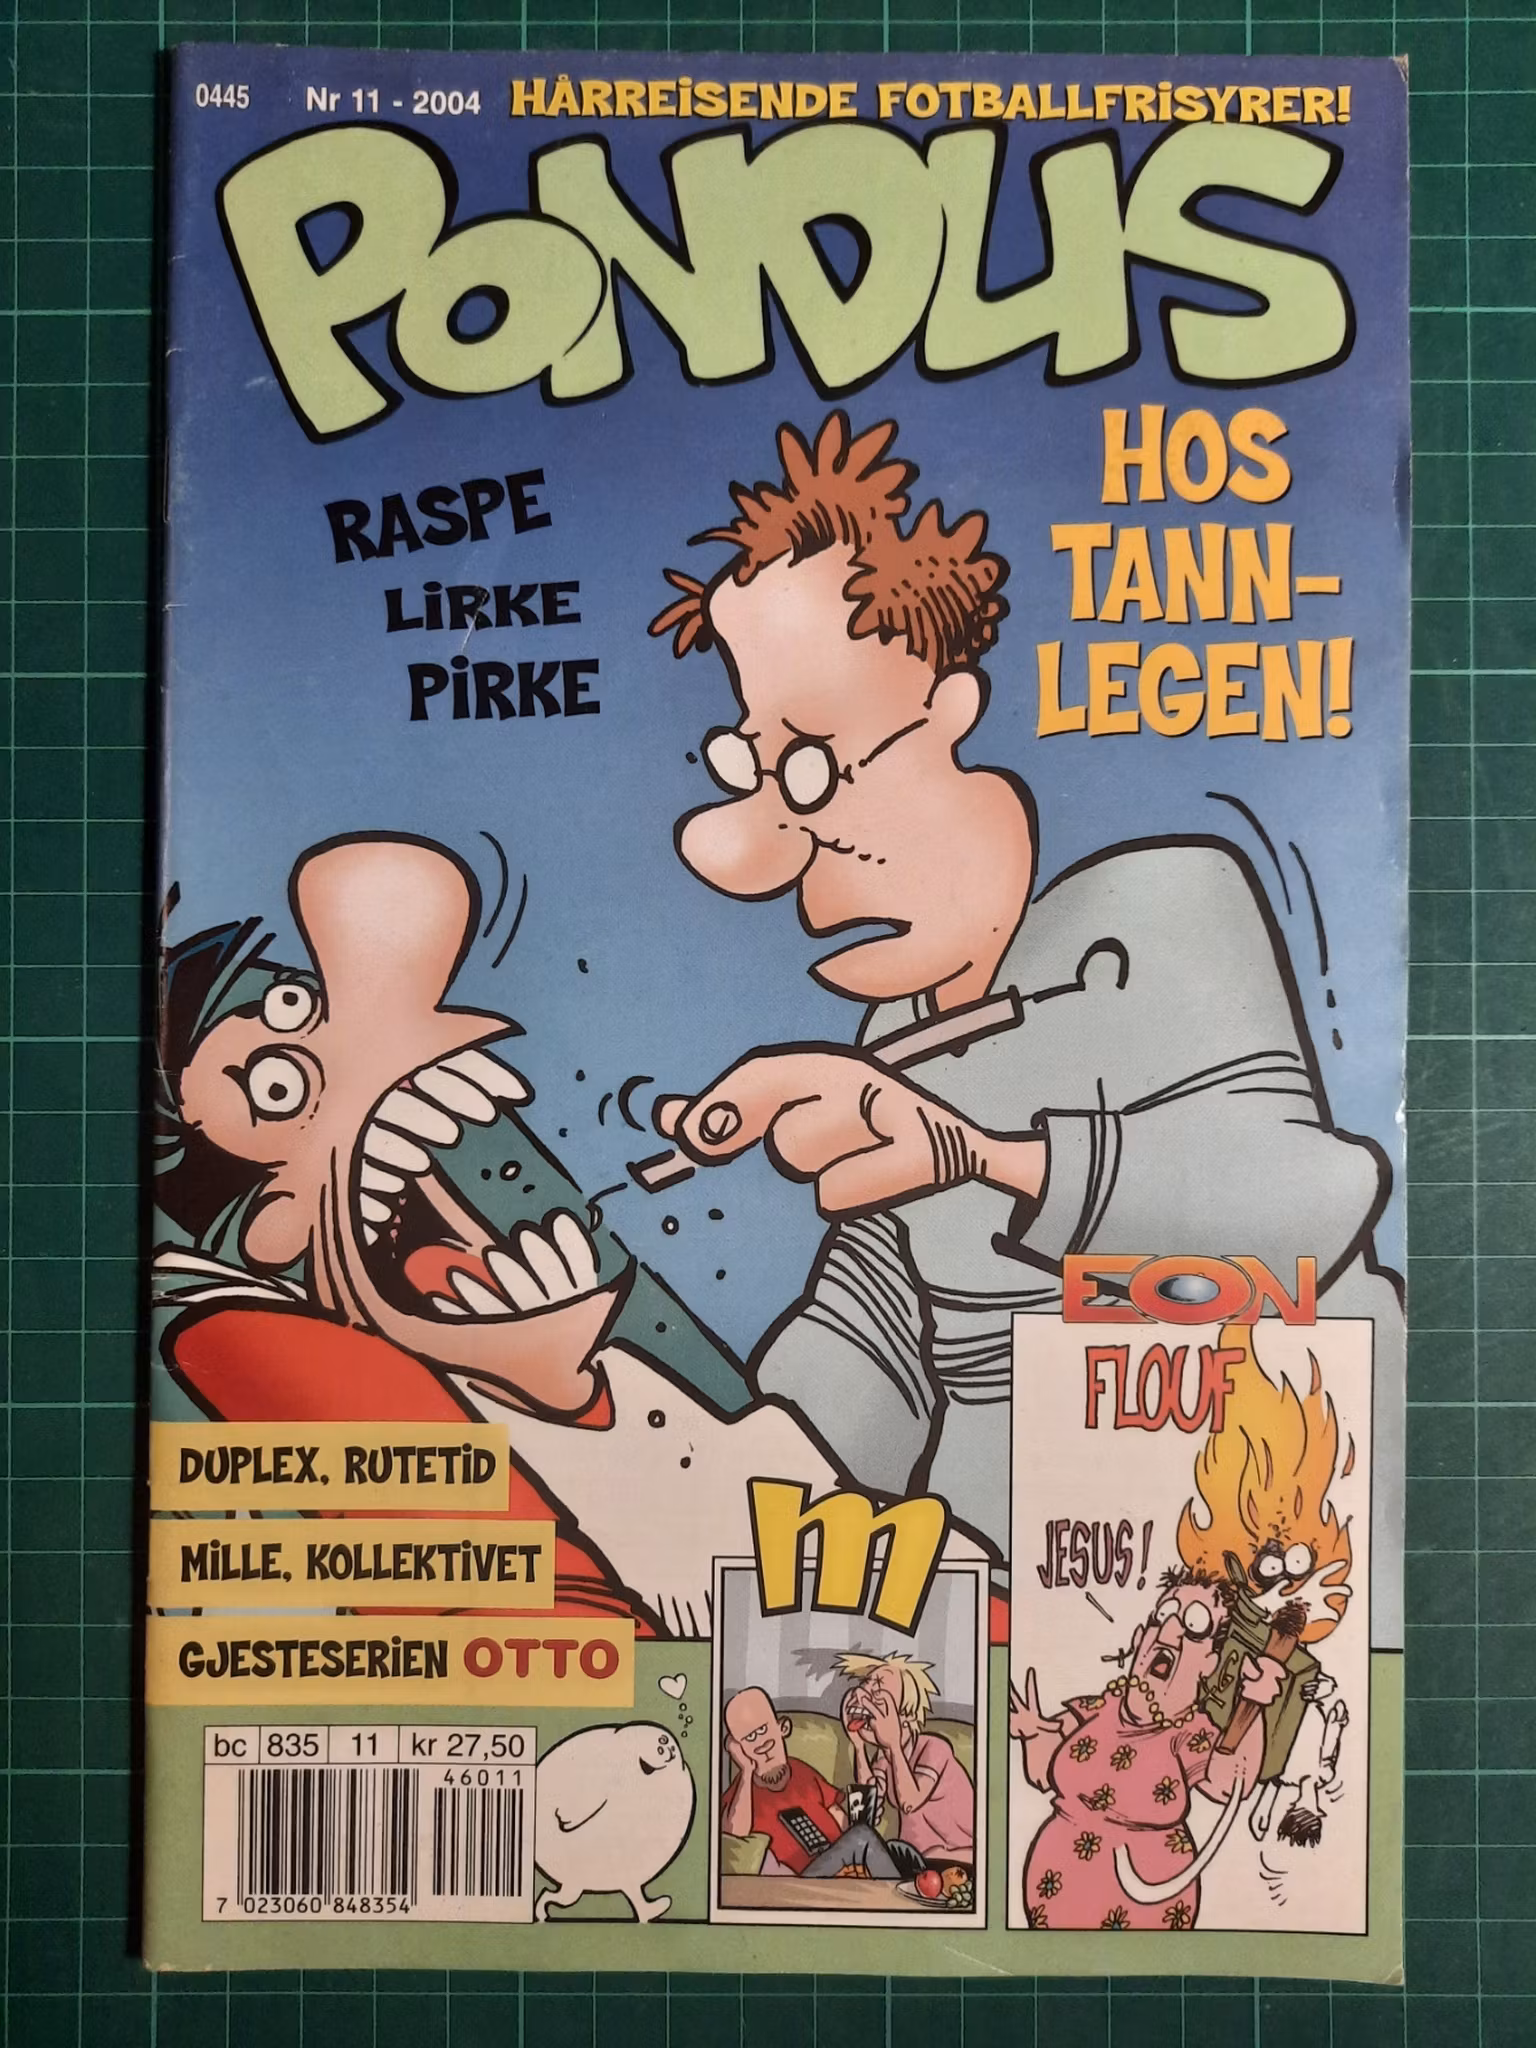 0445 Nr 11 - 2004 HÅRREISENDE FOTBALLFRISYRER!
PONDUS
HOS
TANN-
LEGEN!
RASPE
LIRKE
PIRKE
EON
FLOUF
JESUS!
DUPLEX, RUTETID
MILLE, KOLLEKTIVET
GJESTESERIEN OTTO
m
bc 835 11 kr 27,50
46011
7 023060 848354